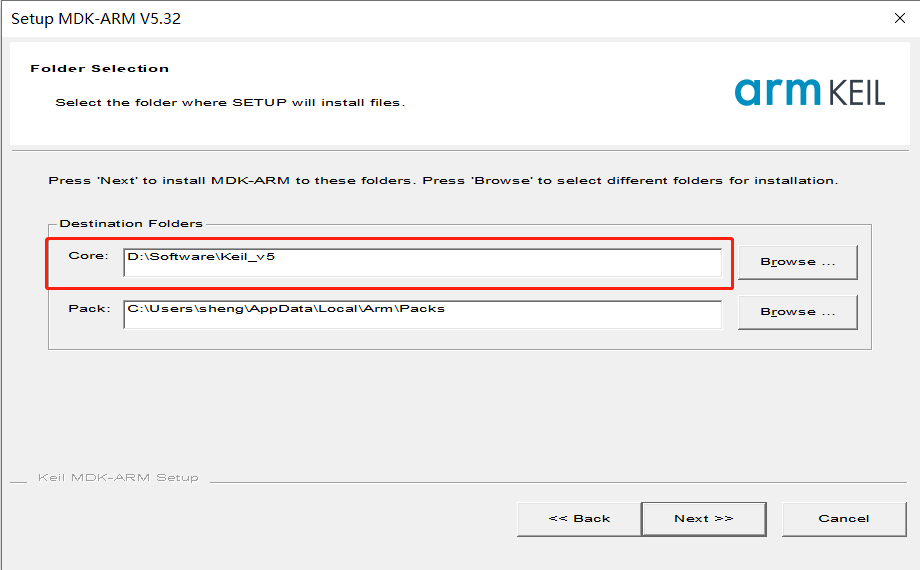 Setup MDK-ARM V5.32
Folder Selection
Select the folder where SETUP will install files.
arm KEIL
Press 'Next' to install MDK-ARM to these folders. Press 'Browse' to select different folders for installation.
Destination Folders
Core: D:\Software\Keil_v5 Browse ...
Pack: C:\Users\sheng\AppData\Local\Arm\Packs Browse ...
Keil MDK-ARM Setup
<< Back Next >> Cancel